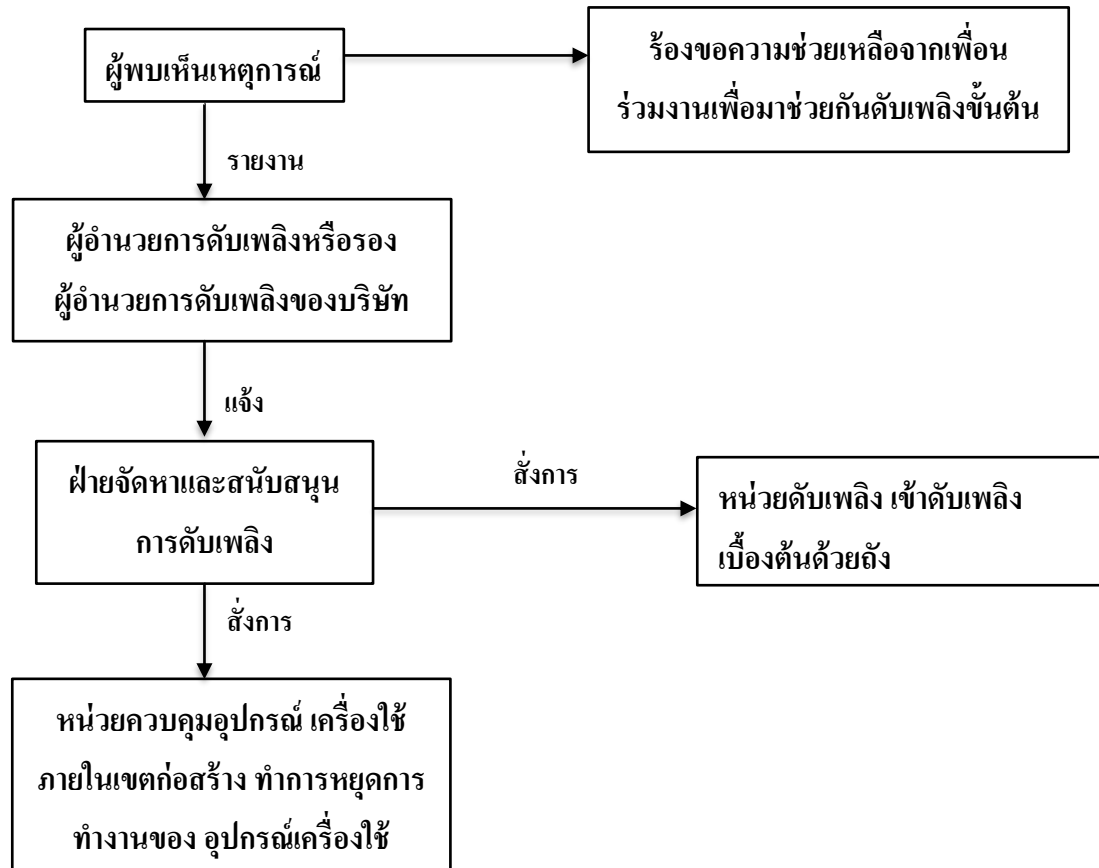 ผู้พบเห็นเหตุการณ์
ร้องขอความช่วยเหลือจากเพื่อน
ร่วมงานเพื่อมาช่วยกันดับเพลิงขั้นต้น
รายงาน
ผู้อำนวยการดับเพลิงหรือรอง
ผู้อำนวยการดับเพลิงของบริษัท
แจ้ง
ฝ่ายจัดหาและสนับสนุน
การดับเพลิง
สั่งการ
หน่วยดับเพลิง เข้าดับเพลิง
เบื้องต้นด้วยถัง
สั่งการ
หน่วยควบคุมอุปกรณ์ เครื่องใช้
ภายในเขตก่อสร้าง ทำการหยุดการ
ทำงานของ อุปกรณ์เครื่องใช้